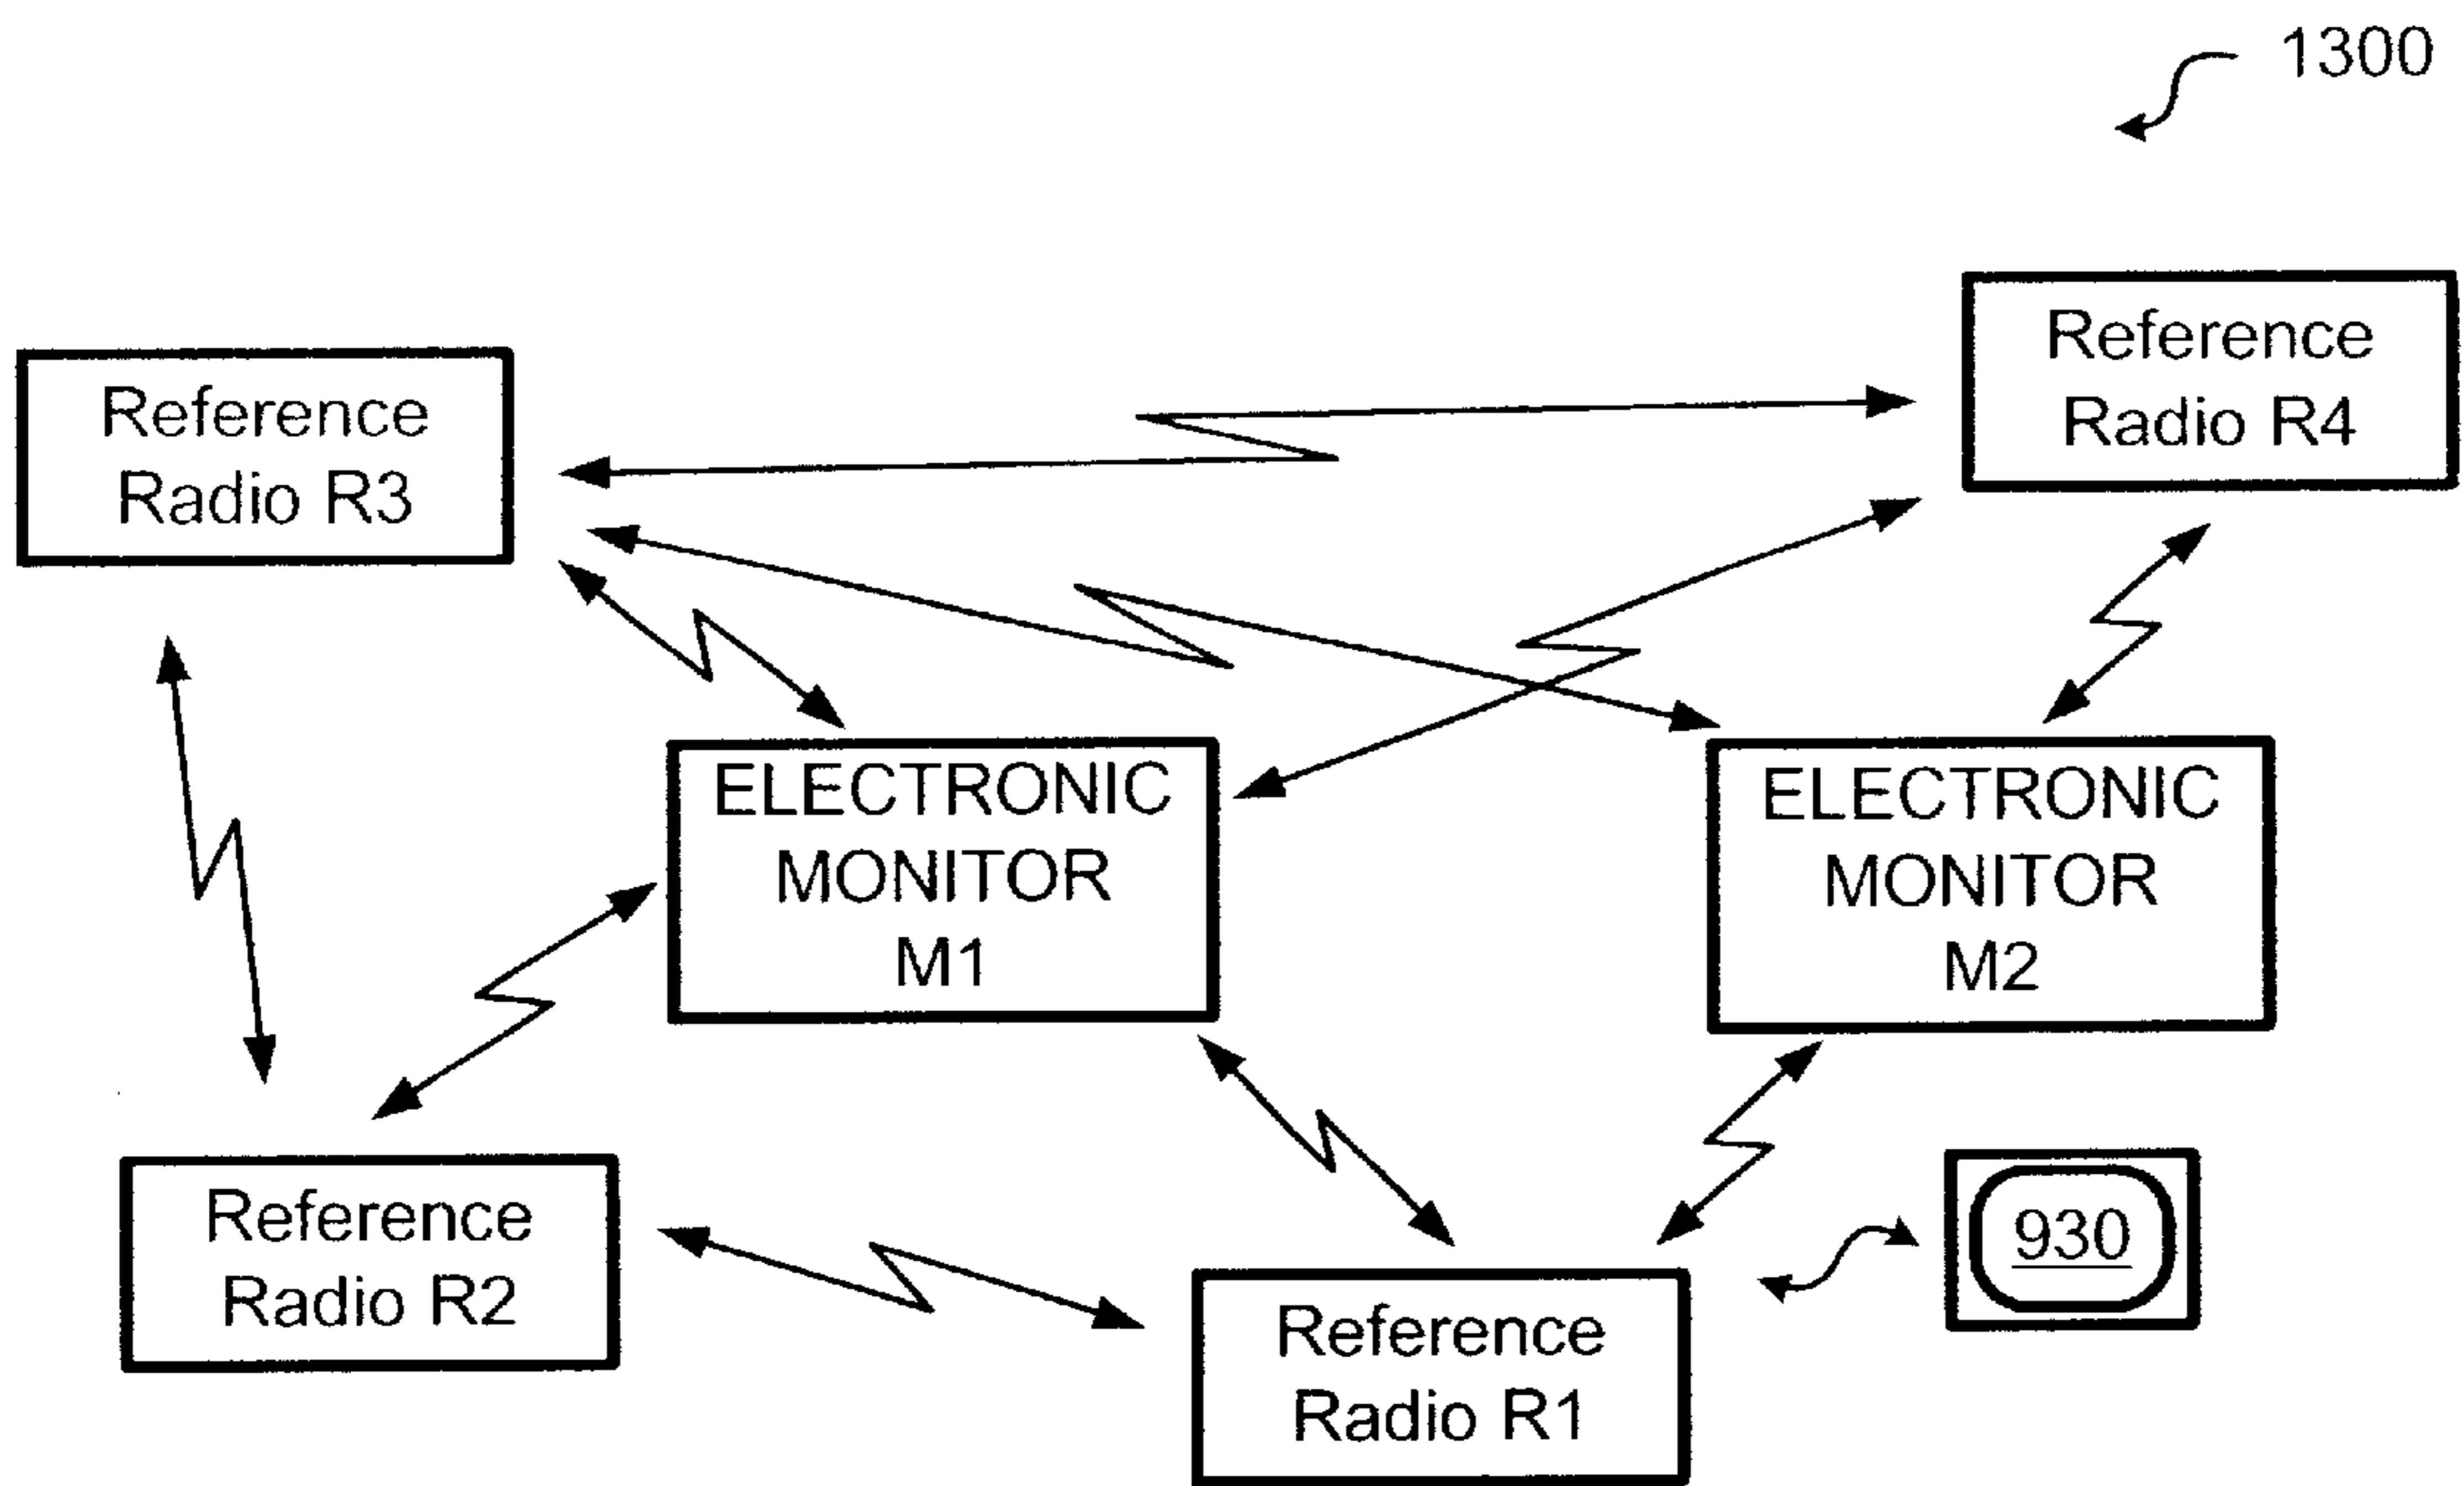 1300
Reference
Radio R4
Reference
Radio R3
ELECTRONIC
MONITOR
M1
ELECTRONIC
MONITOR
M2
Reference
Radio R2
930
Reference
Radio R1